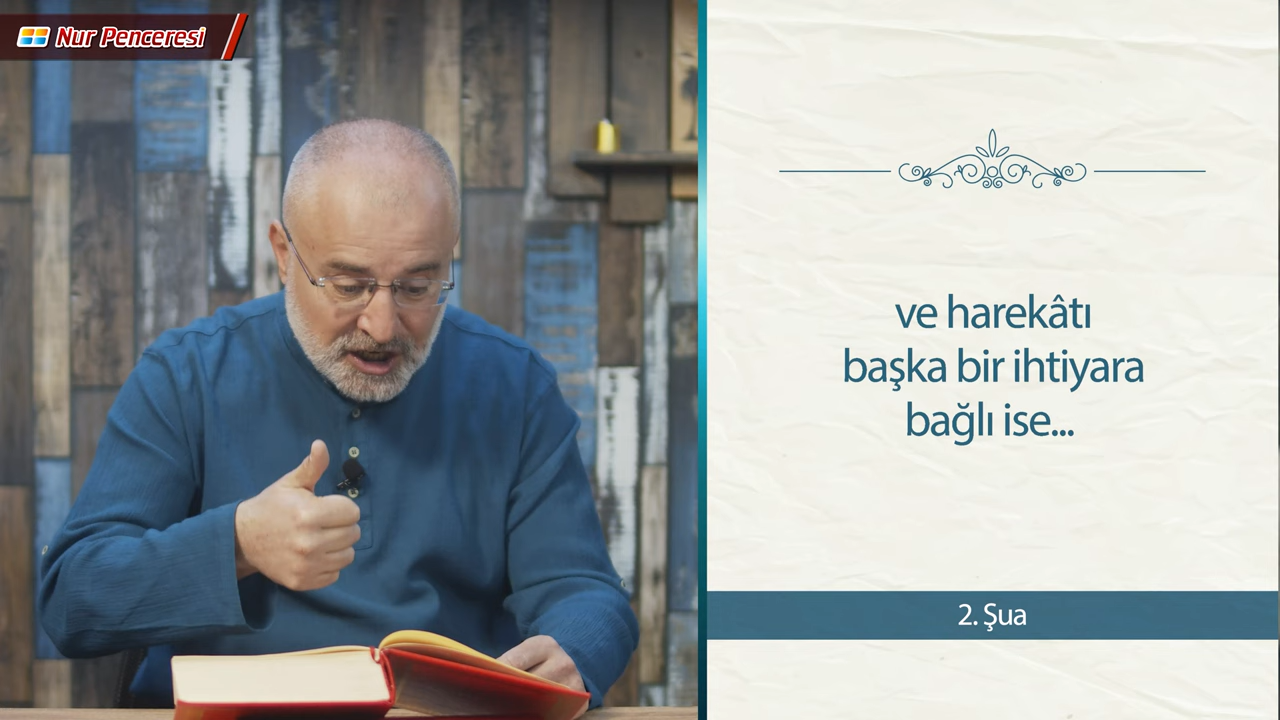 Nur Penceresi
ve harekâtı
başka bir ihtiyara
bağlı ise...
2. Şua